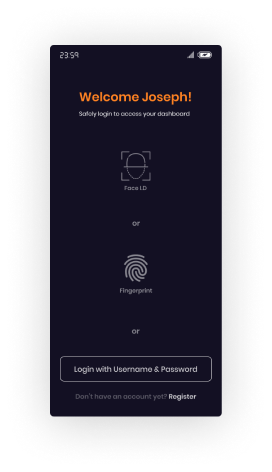 23:59
Welcome Joseph!
Safely login to access your dashboard
Face I.D
or
Fingerprint
or
Login with Username & Password
Don't have an account yet? Register